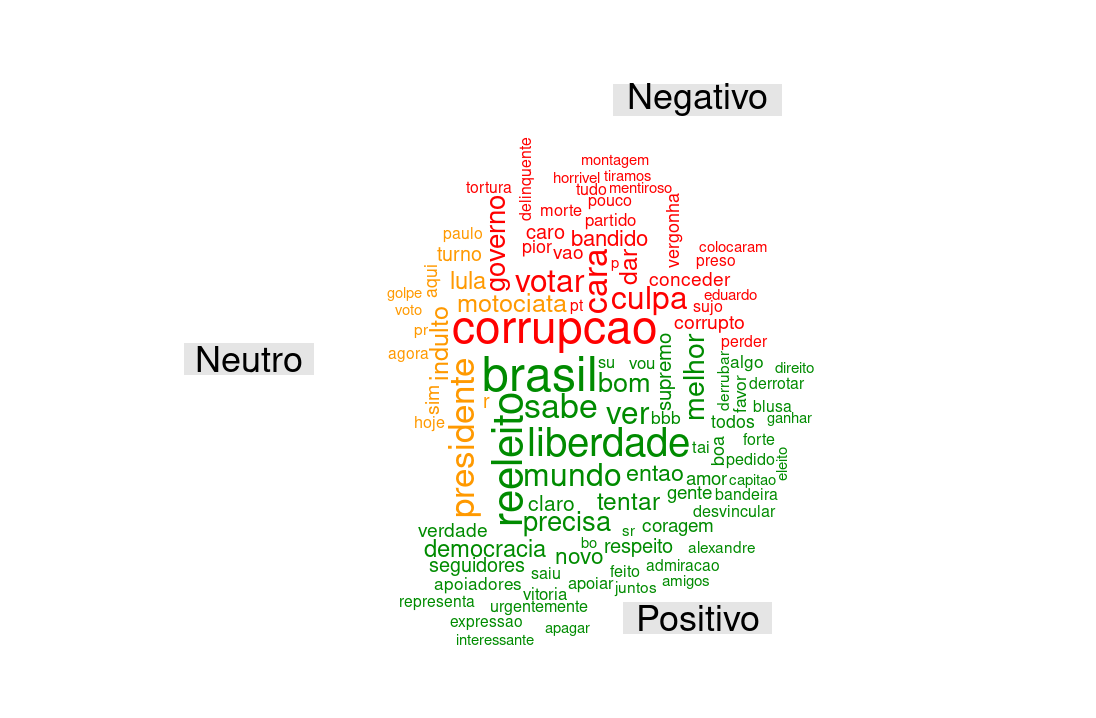 Negativo
montagem
delinquente
horrivel
tiramos
tortura
tudo
mentiroso
pouco
governo
morte
vergonha
partido
caro
bandido
paulo
pior
vao
colocaram
turno
cara
dar
p
preso
aqui
lula
votar
conceder
golpe
culpa
eduardo
motociata
pt
sujo
voto
indulto
corrupcao
corrupto
pr
perder
Neutro
agora
presidente
brasil
su
vou
supremo
melhor
derrubar
algo
direito
sim
r
bom
favor
derrotar
sabe
ver
bbb
blusa
hoje
reeleito
todos
ganhar
liberdade
tai
boa
forte
pedido
eleito
mundo
entao
amor
capitao
gente
bandeira
claro
tentar
desvincular
verdade
precisa
sr
coragem
democracia
bo
respeito
alexandre
novo
seguidores
saiu
feito
admiracao
apoiadores
apoiar
juntos
amigos
vitoria
representa
urgentemente
Positivo
expressao
apagar
interessante